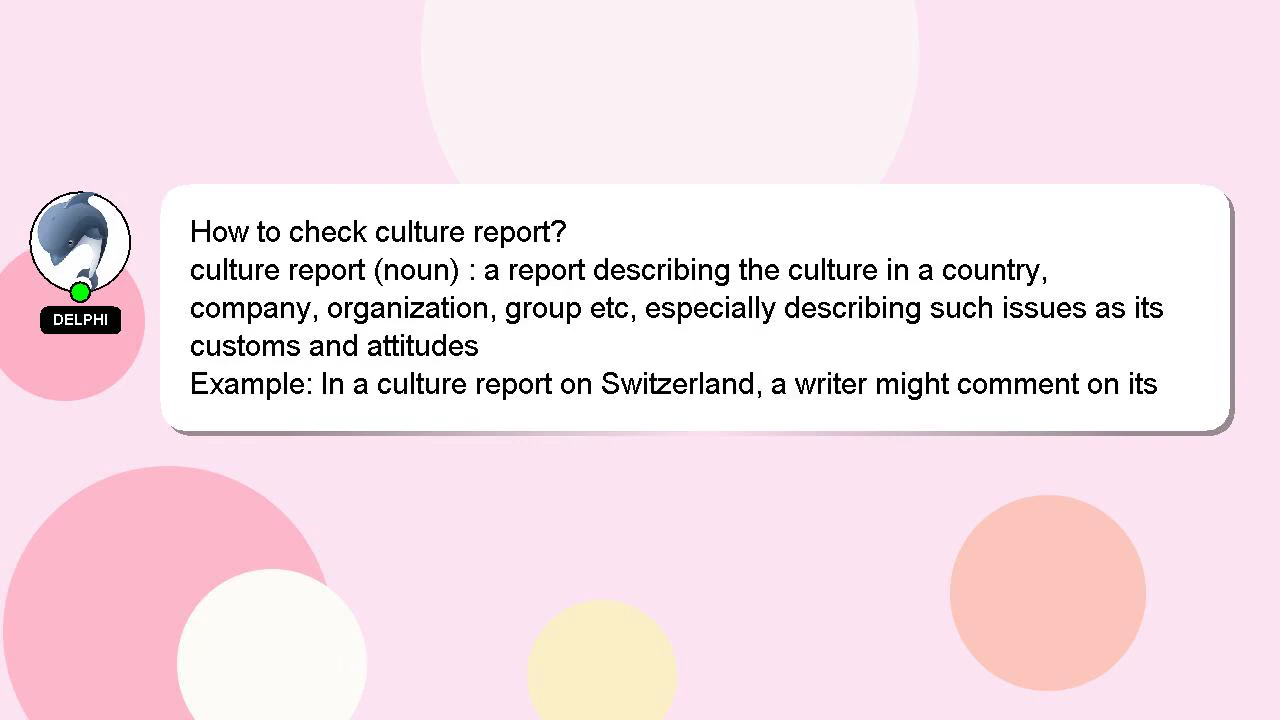 How to check culture report?
culture report (noun) : a report describing the culture in a country,
company, organization, group etc, especially describing such issues as its
customs and attitudes
Example: In a culture report on Switzerland, a writer might comment on its
DELPHI